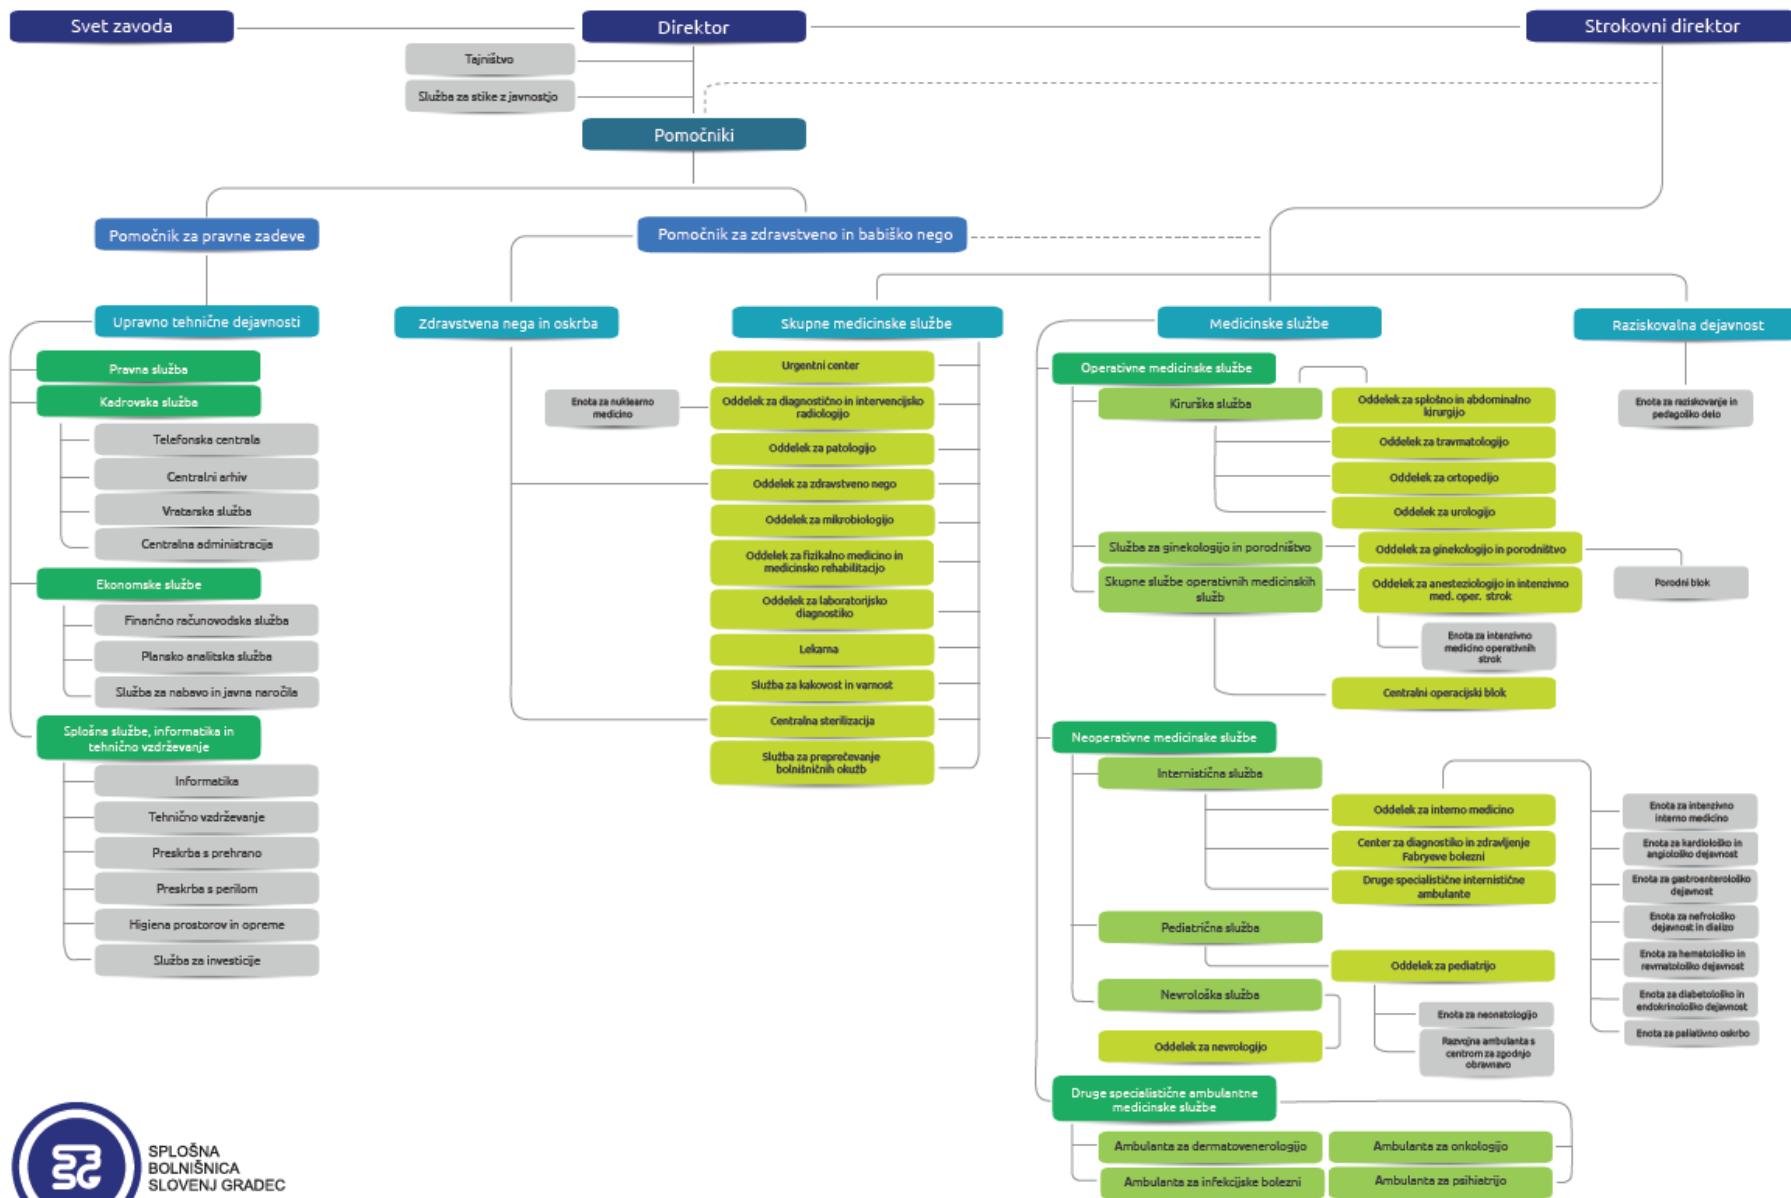 Svet zavoda
Direktor
Strokovni direktor
Tajništvo
Služba za stike z javnostjo
Pomočniki
Pomočnik za pravne zadeve
Pomočnik za zdravstveno in babiško nego
Upravno tehnične dejavnosti
Zdravstvena nega in oskrba
Skupne medicinske službe
Medicinske službe
Raziskovalna dejavnost
Pravna služba
Kadrovska služba
Telefonska centrala
Centralni arhiv
Vratarska služba
Centralna administracija
Ekonomske službe
Finančno računovodska služba
Plansko analitska služba
Služba za nabavo in javna naročila
Splošna službe, informatika in
tehnično vzdrževanje
Informatika
Tehnično vzdrževanje
Preskrba s prehrano
Preskrba s perilom
Higiena prostorov in opreme
Služba za investicije
Urgentni center
Enota za nuklearno
medicino
Oddelek za diagnostično in intervencijsko
radiologijo
Oddelek za patologijo
Oddelek za zdravstveno nego
Oddelek za mikrobiologijo
Oddelek za fizikalno medicino in
medicinsko rehabilitacijo
Oddelek za laboratorijsko
diagnostiko
Lekarna
Služba za kakovost in varnost
Centralna sterilizacija
Služba za preprečevanje
bolnišničnih okužb
Operativne medicinske službe
Kirurška služba
Oddelek za splošno in abdominalno
kirurgijo
Oddelek za travmatologijo
Oddelek za ortopedijo
Oddelek za urologijo
Služba za ginekologijo in porodništvo
Oddelek za ginekologijo in porodništvo
Porodni blok
Skupne službe operativnih medicinskih
služb
Oddelek za anesteziologijo in intenzivno
med. oper. strok
Enota za intenzivno
medicino operativnih
strok
Centralni operacijski blok
Neoperativne medicinske službe
Internistična služba
Oddelek za interno medicino
Center za diagnostiko in zdravljenje
Fabryeve bolezni
Druge specialistične internistične
ambulante
Pediatrična služba
Oddelek za pediatrijo
Enota za neonatologijo
Razvojna ambulanta s
centrom za zgodnjo
obravnavo
Nevrološka služba
Oddelek za nevrologijo
Enota za intenzivno
interno medicino
Enota za kardiološko in
angiološko dejavnost
Enota za gastroenterološko
dejavnost
Enota za nefrološko
dejavnost in dializo
Enota za hematološko in
revmatološko dejavnost
Enota za diabetološko in
endokrinološko dejavnost
Enota za paliativno oskrbo
Druge specialistične ambulantne
medicinske službe
Ambulanta za dermatovenerologijo
Ambulanta za onkologijo
Ambulanta za infekcijske bolezni
Ambulanta za psihiatrijo
Enota za raziskovanje in
pedagoško delo
SPLOŠNA
BOLNIŠNICA
SLOVENJ GRADEC